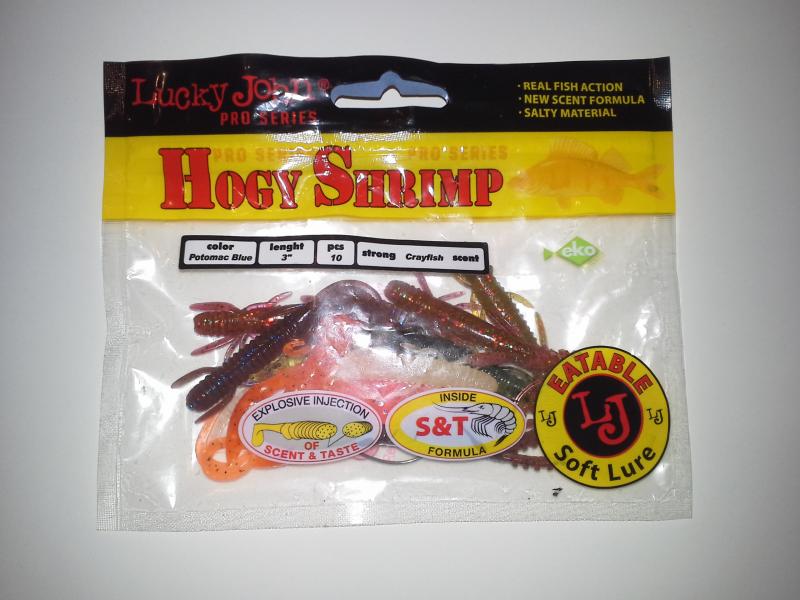 Lucky John®
PRO SERIES
· REAL FISH ACTION
· NEW SCENT FORMULA
· SALTY MATERIAL
PRO SERIES
PRO SERIES
HOGY SHRIMP
color
Potomac Blue
lenght
3"
pcs
10
strong Crayfish scent
eko
EXPLOSIVE INJECTION
OF
SCENT & TASTE
INSIDE
S&T
FORMULA
EATABLE
LJ
LJ
LJ
Soft Lure